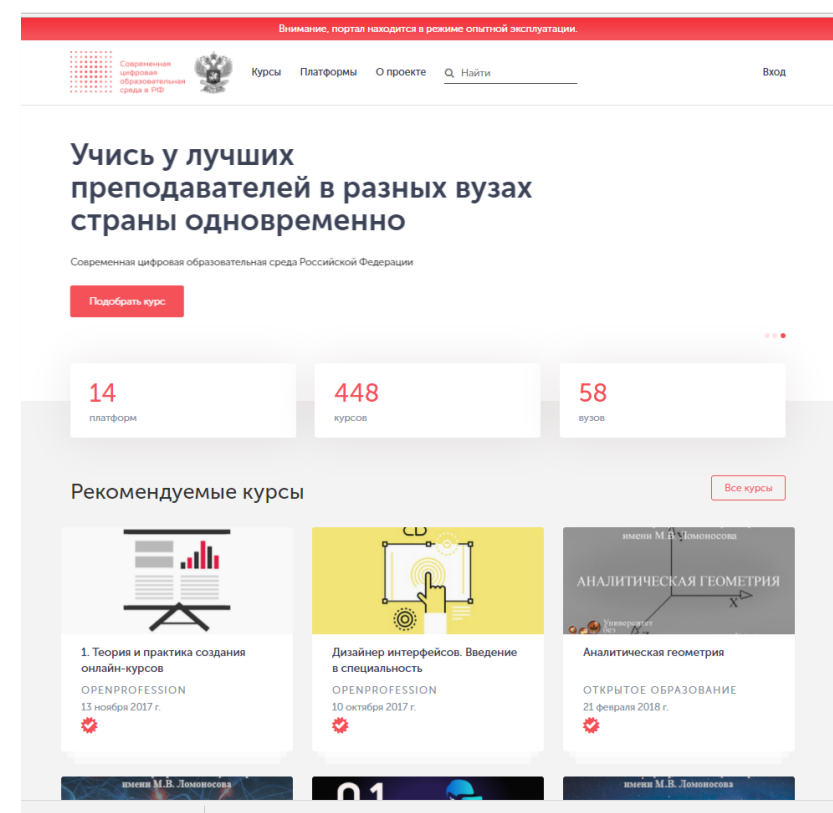 Внимание, портал находится в режиме опытной эксплуатации.
Современная
цифровая
образовательная
среда в РФ
Курсы Платформы О проекте Найти Вход
Учись у лучших
преподавателей в разных вузах
страны одновременно
Современная цифровая образовательная среда Российской Федерации
Подобрать курс
14
платформ
448
курсов
58
вузов
Рекомендуемые курсы
Все курсы
CD
имени М.В. Ломоносова
АНАЛИТИЧЕСКАЯ ГЕОМЕТРИЯ
X
Университет
без
1. Теория и практика создания
онлайн-курсов
OPENPROFESSION
13 ноября 2017 г.
Дизайнер интерфейсов. Введение
в специальность
OPENPROFESSION
10 октября 2017 г.
Аналитическая геометрия
ОТКРЫТОЕ ОБРАЗОВАНИЕ
21 февраля 2018 г.
имени М.В. Ломоносова
имени М.В. Ломоносова